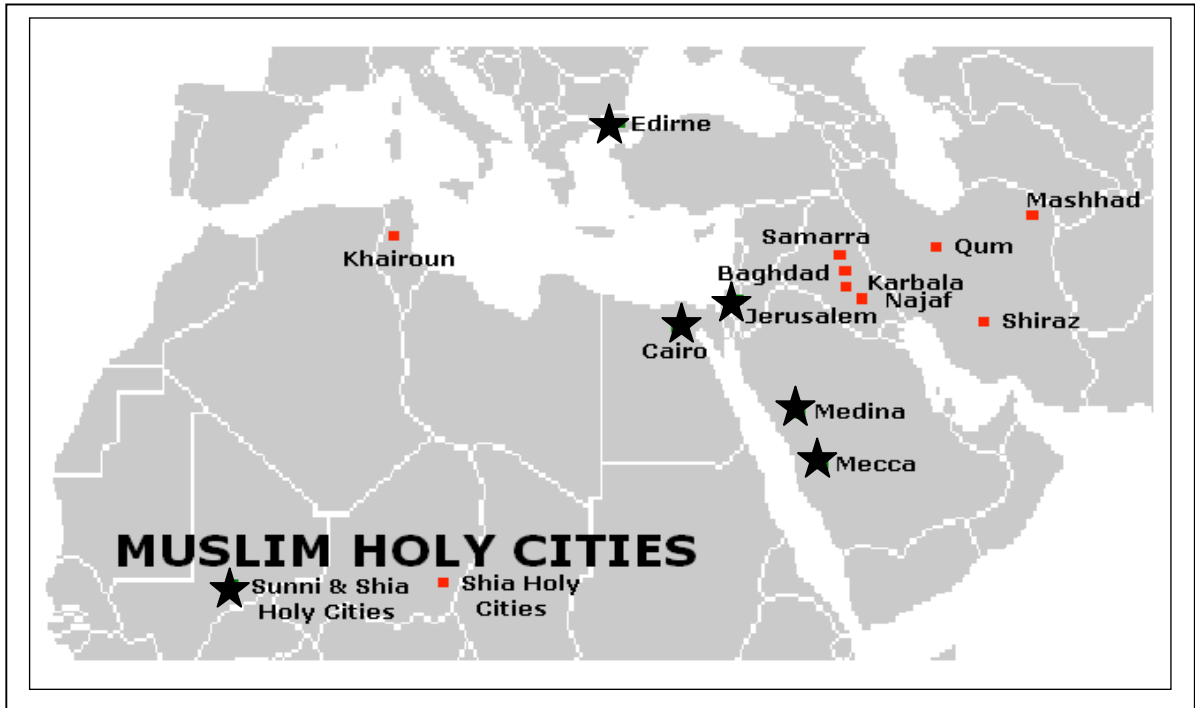 Edirne
Mashhad
Samarra
Qum
Khairoun
Baghdad
Karbala
Najaf
Jerusalem
Shiraz
Cairo
Medina
Mecca
MUSLIM HOLY CITIES
Sunni & Shia
Holy Cities
Shia Holy
Cities